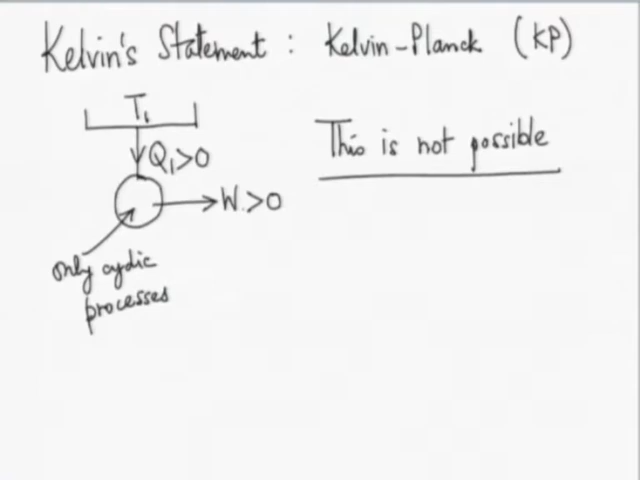 Kelvin's Statement : Kelvin-Planck (KP)
T₁
Q₁>0
W>0
only cyclic
processes
This is not possible